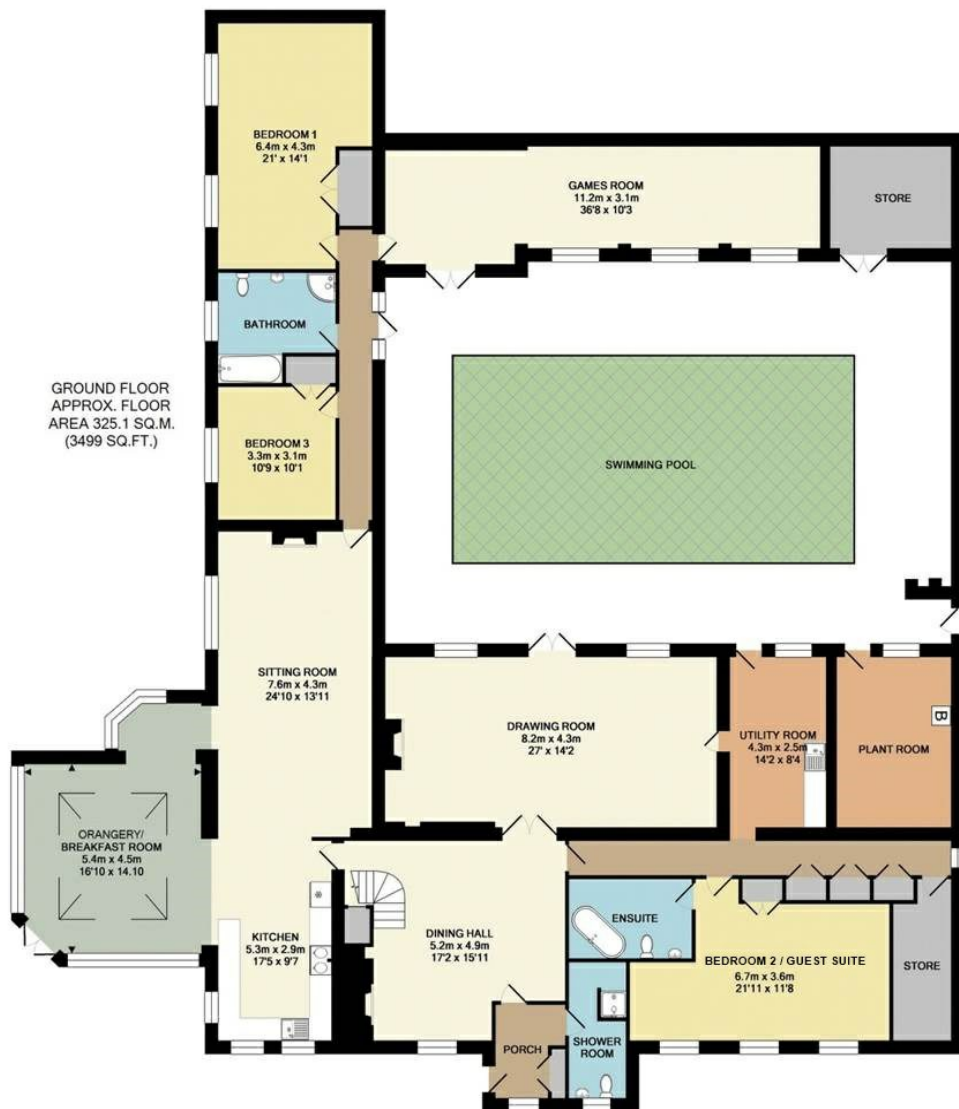 BEDROOM 1
6.4m x 4.3m
21' x 14'1
GAMES ROOM
11.2m x 3.1m
36'8 x 10'3
STORE
BATHROOM
GROUND FLOOR
APPROX. FLOOR
AREA 325.1 SQ.M.
(3499 SQ.FT.)
BEDROOM 3
3.3m x 3.1m
10'9 x 10'1
SWIMMING POOL
SITTING ROOM
7.6m x 4.3m
24'10 x 13'11
DRAWING ROOM
8.2m x 4.3m
27' x 14'2
UTILITY ROOM
4.3m x 2.5m
14'2 x 8'4
B
PLANT ROOM
ORANGERY/
BREAKFAST ROOM
5.4m x 4.5m
16'10 x 14.10
KITCHEN
5.3m x 2.9m
17'5 x 9'7
DINING HALL
5.2m x 4.9m
17'2 x 15'11
ENSUITE
BEDROOM 2 / GUEST SUITE
6.7m x 3.6m
21'11 x 11'8
STORE
PORCH
SHOWER
ROOM